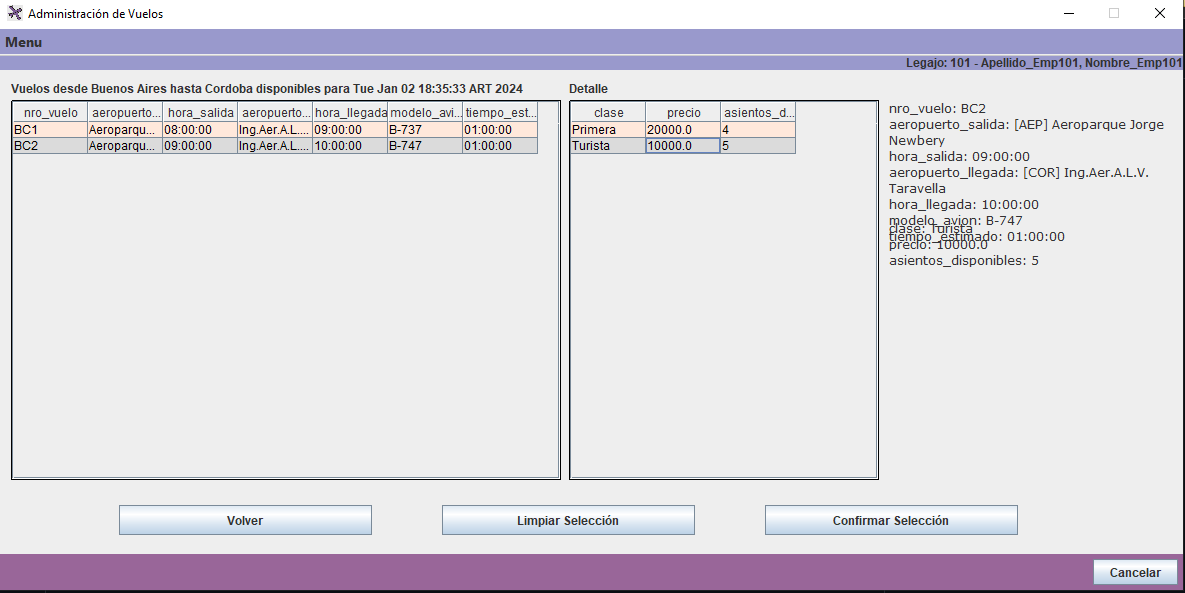 Administración de Vuelos
Menu
Legajo: 101 - Apellido_Emp101, Nombre_Emp101
Vuelos desde Buenos Aires hasta Cordoba disponibles para Tue Jan 02 18:35:33 ART 2024
nro_vuelo aeropuerto... hora_salida aeropuerto... hora_llegada modelo_avi... tiempo_est...
BC1 Aeroparqu... 08:00:00 Ing.Aer.A.L.... 09:00:00 B-737 01:00:00
BC2 Aeroparqu... 09:00:00 Ing.Aer.A.L.... 10:00:00 B-747 01:00:00
Detalle
clase precio asientos_d...
Primera 20000.0 4
Turista 10000.0 5
nro_vuelo: BC2
aeropuerto_salida: [AEP] Aeroparque Jorge
Newbery
hora_salida: 09:00:00
aeropuerto_llegada: [COR] Ing.Aer.A.L.V.
Taravella
hora_llegada: 10:00:00
modelo_avion: B-747
clase: Turista
tiempo_estimado: 01:00:00
precio: 10000.0
asientos_disponibles: 5
Volver
Limpiar Selección
Confirmar Selección
Cancelar